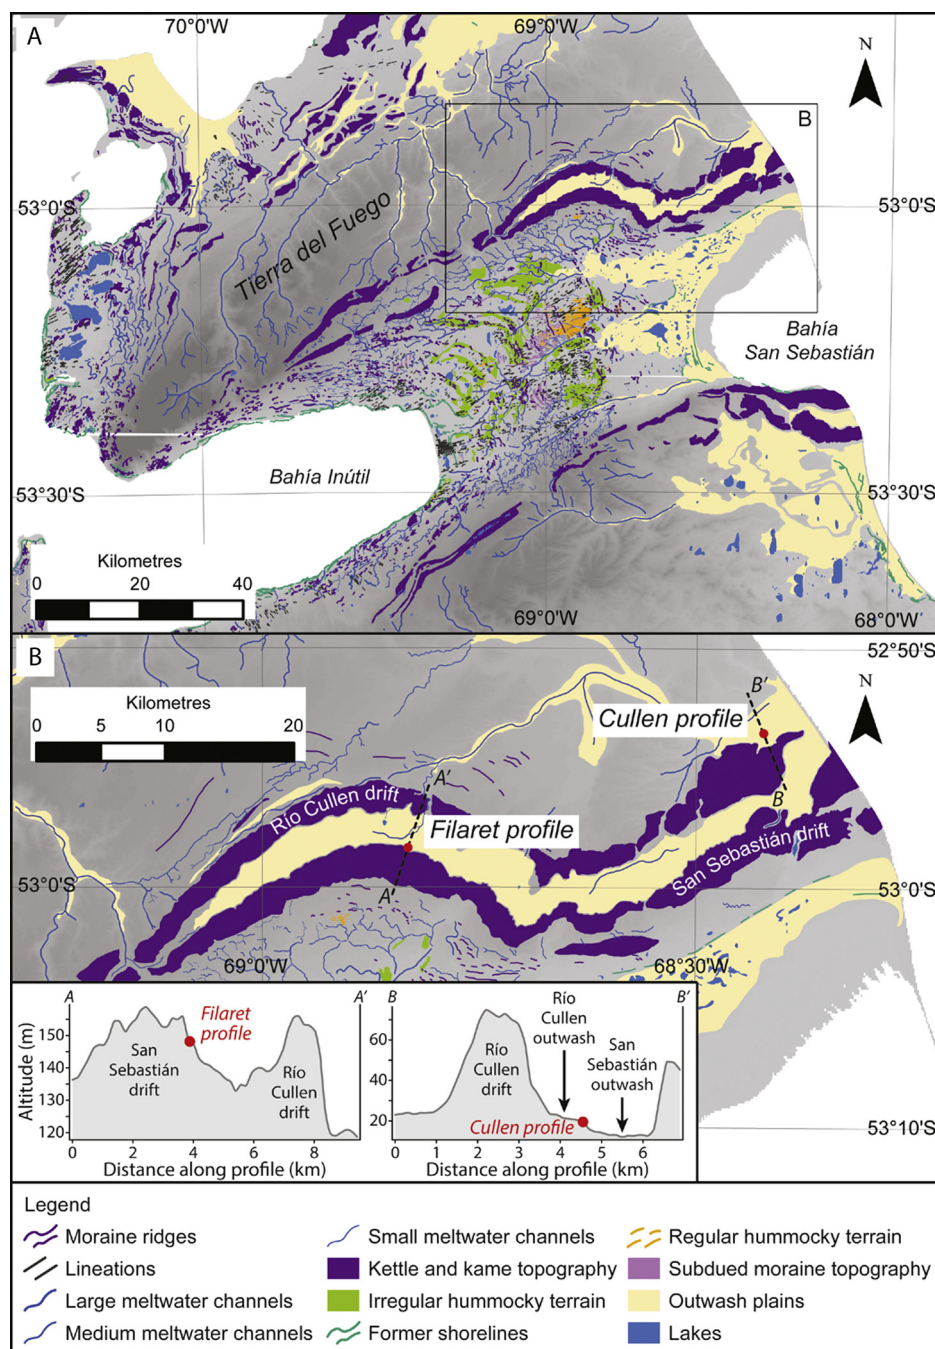 A
70°0'W
69°0'W
N
B
53°0'S
53°0'S
Tierra del Fuego
Bahía
San Sebastián
Bahía Inútil
53°30'S
53°30'S
Kilometres
0 20 40
69°0'W
68°0'W
B
52°50'S
Kilometres
0 5 10 20
N
B'
Cullen profile
A'
Río Cullen drift
Filaret profile
B
San Sebastián drift
A
53°0'S
53°0'S
69°0'W
68°30'W
53°10'S
A
A'
Altitude (m)
150
140
130
120
Filaret
profile
San
Sebastián
drift
Río
Cullen
drift
0 2 4 6 8
Distance along profile (km)
B
B'
60
40
20
Río
Cullen
drift
Río
Cullen
outwash
San
Sebastián
outwash
Cullen profile
0 1 2 3 4 5 6
Distance along profile (km)
Legend
Moraine ridges
Small meltwater channels
Regular hummocky terrain
Lineations
Kettle and kame topography
Subdued moraine topography
Large meltwater channels
Irregular hummocky terrain
Outwash plains
Medium meltwater channels
Former shorelines
Lakes